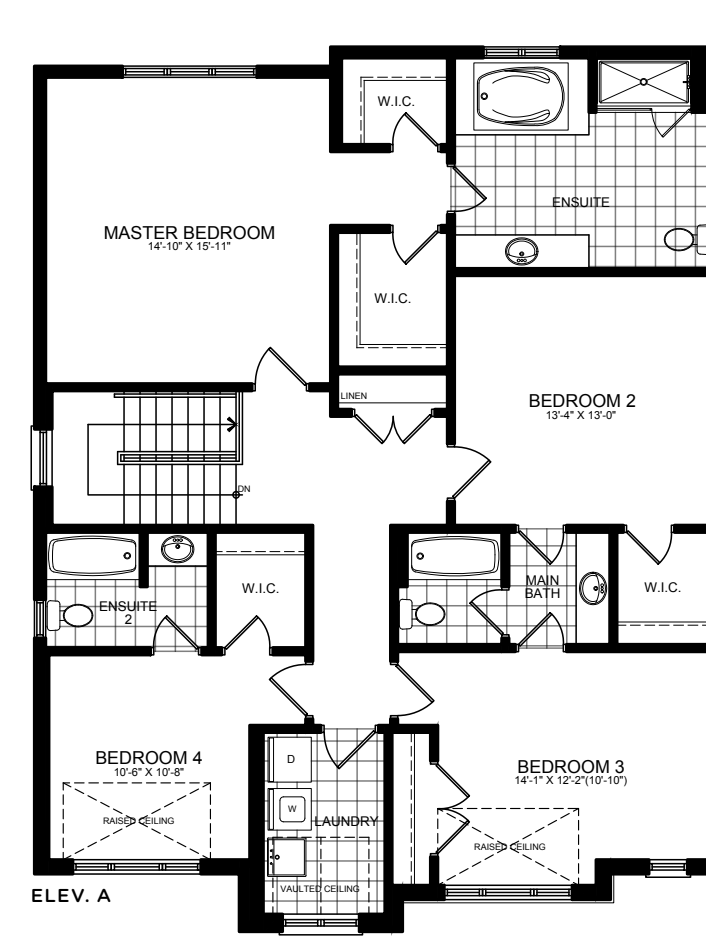 W.I.C.
ENSUITE
MASTER BEDROOM
14'-10" X 15'-11"
W.I.C.
LINEN
BEDROOM 2
13'-4" X 13'-0"
DN
ENSUITE
2
W.I.C.
MAIN
BATH
W.I.C.
BEDROOM 4
10'-6" X 10'-8"
D
BEDROOM 3
14'-1" X 12'-2"(10'-10")
W
RAISED CEILING
LAUNDRY
RAISED CEILING
VAULTED CEILING
ELEV. A